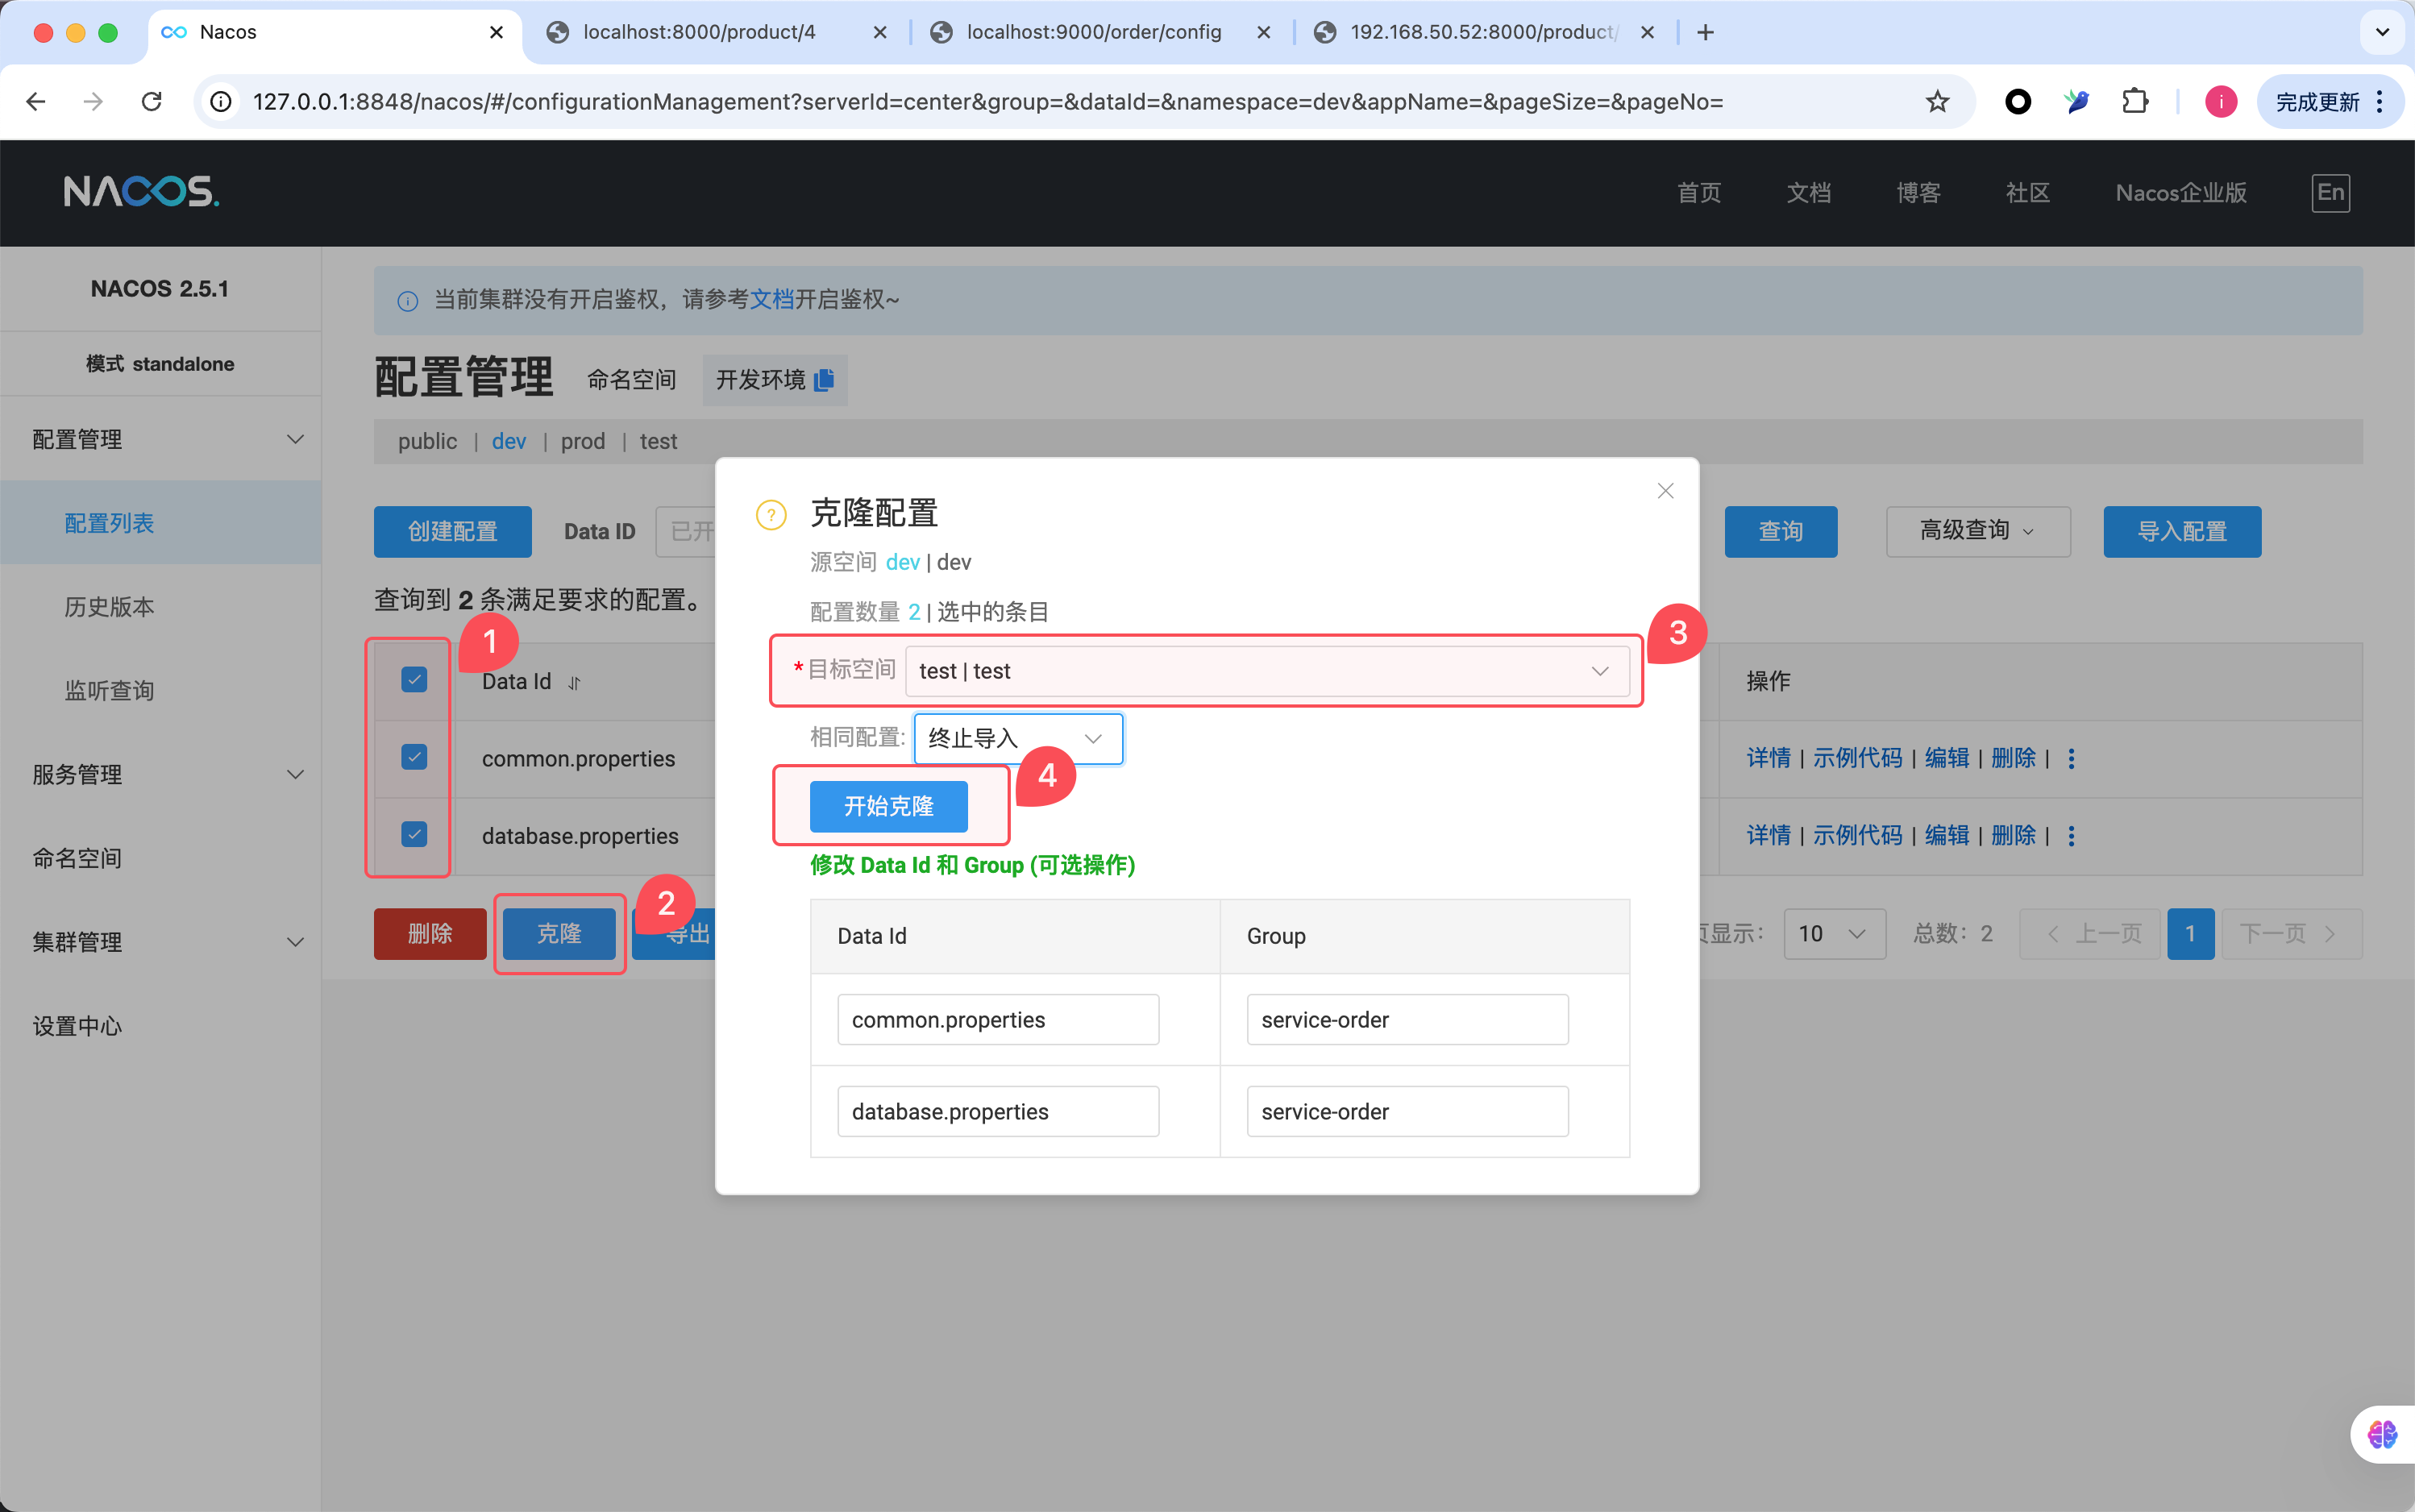 Nacos
localhost:8000/product/4
localhost:9000/order/config
192.168.50.52:8000/product/
127.0.0.1:8848/nacos/#/configurationManagement?serverId=center&group=&dataId=&namespace=dev&appName=&pageSize=&pageNo=
i
完成更新
NACOS.
首页
文档
博客
社区
Nacos企业版
En
NACOS 2.5.1
模式 standalone
配置管理
配置列表
历史版本
监听查询
服务管理
命名空间
集群管理
设置中心
当前集群没有开启鉴权，请参考文档开启鉴权~
配置管理 命名空间 开发环境
public | dev | prod | test
创建配置 Data ID 已开
查询 高级查询 导入配置
查询到 2 条满足要求的配置。
1
Data Id
操作
common.properties
详情 | 示例代码 | 编辑 | 删除 |
database.properties
详情 | 示例代码 | 编辑 | 删除 |
删除 克隆 2 导出
显示： 10 总数：2 上一页 1 下一页
克隆配置
源空间 dev | dev
配置数量 2 | 选中的条目
3
*目标空间 test | test
相同配置: 终止导入
4
开始克隆
修改 Data Id 和 Group (可选操作)
Data Id Group
common.properties service-order
database.properties service-order